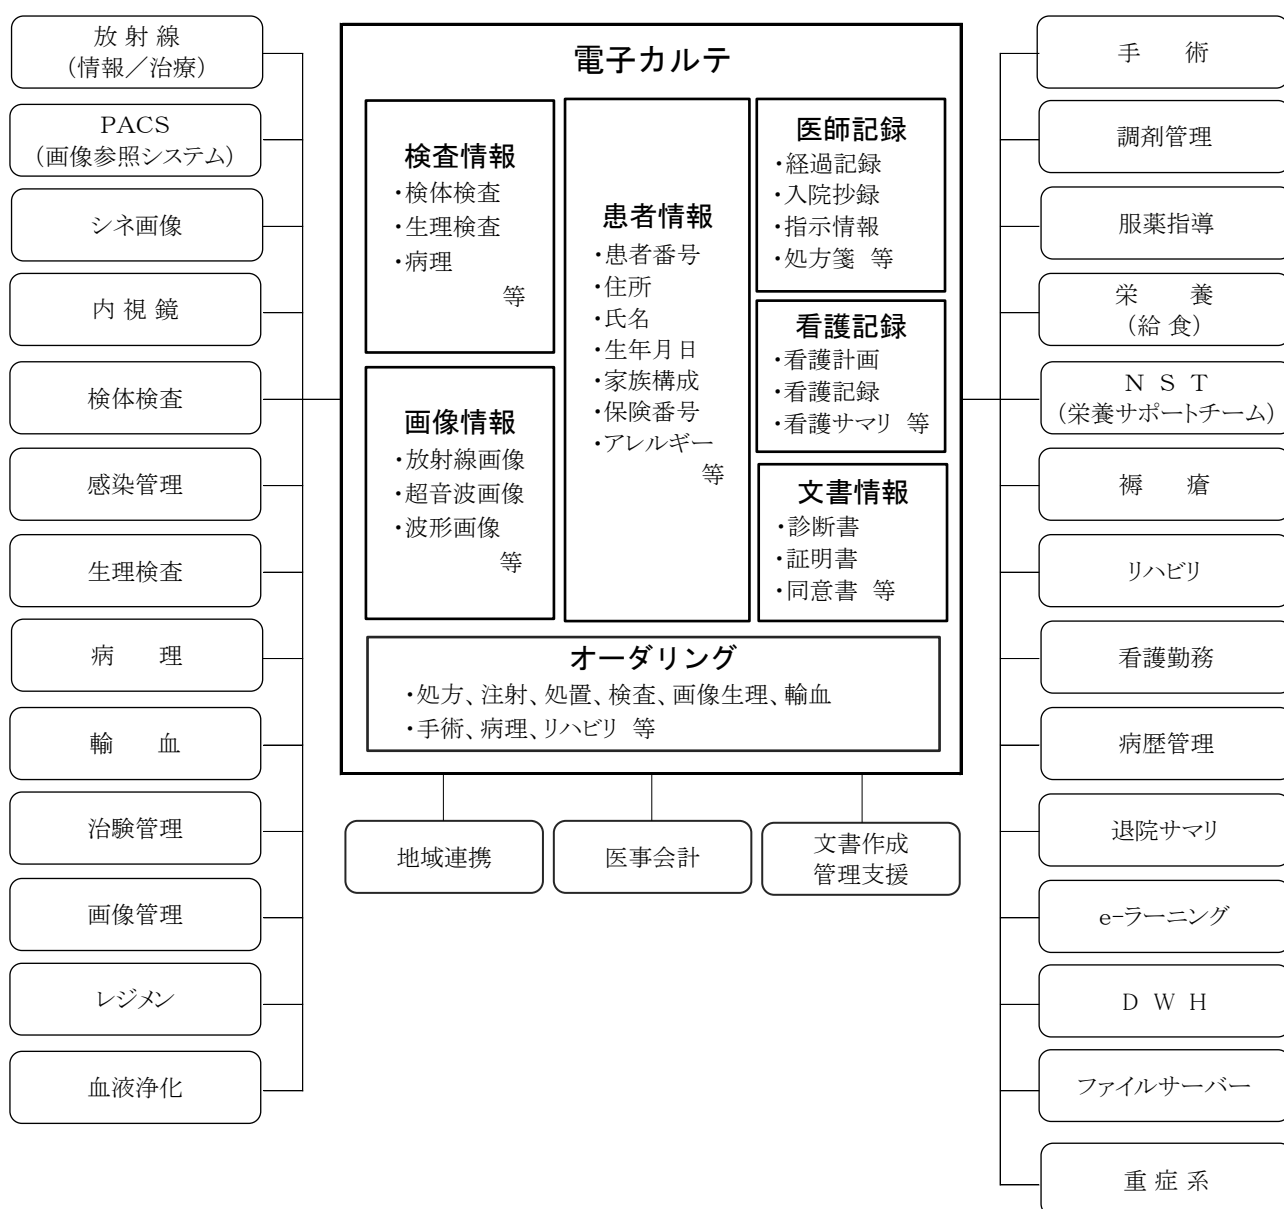 放射線
（情報／治療）
PACS
（画像参照システム）
シネ画像
内視鏡
検体検査
感染管理
生理検査
病　理
輸　血
治験管理
画像管理
レジメン
血液浄化
電子カルテ
検査情報
・検体検査
・生理検査
・病理
等
画像情報
・放射線画像
・超音波画像
・波形画像
等
患者情報
・患者番号
・住所
・氏名
・生年月日
・家族構成
・保険番号
・アレルギー
等
医師記録
・経過記録
・入院抄録
・指示情報
・処方箋 等
看護記録
・看護計画
・看護記録
・看護サマリ 等
文書情報
・診断書
・証明書
・同意書 等
オーダリング
・処方、注射、処置、検査、画像生理、輸血
・手術、病理、リハビリ 等
地域連携
医事会計
文書作成
管理支援
手　術
調剤管理
服薬指導
栄　養
（給食）
N S T
（栄養サポートチーム）
褥　瘡
リハビリ
看護勤務
病歴管理
退院サマリ
e-ラーニング
D W H
ファイルサーバー
重症系